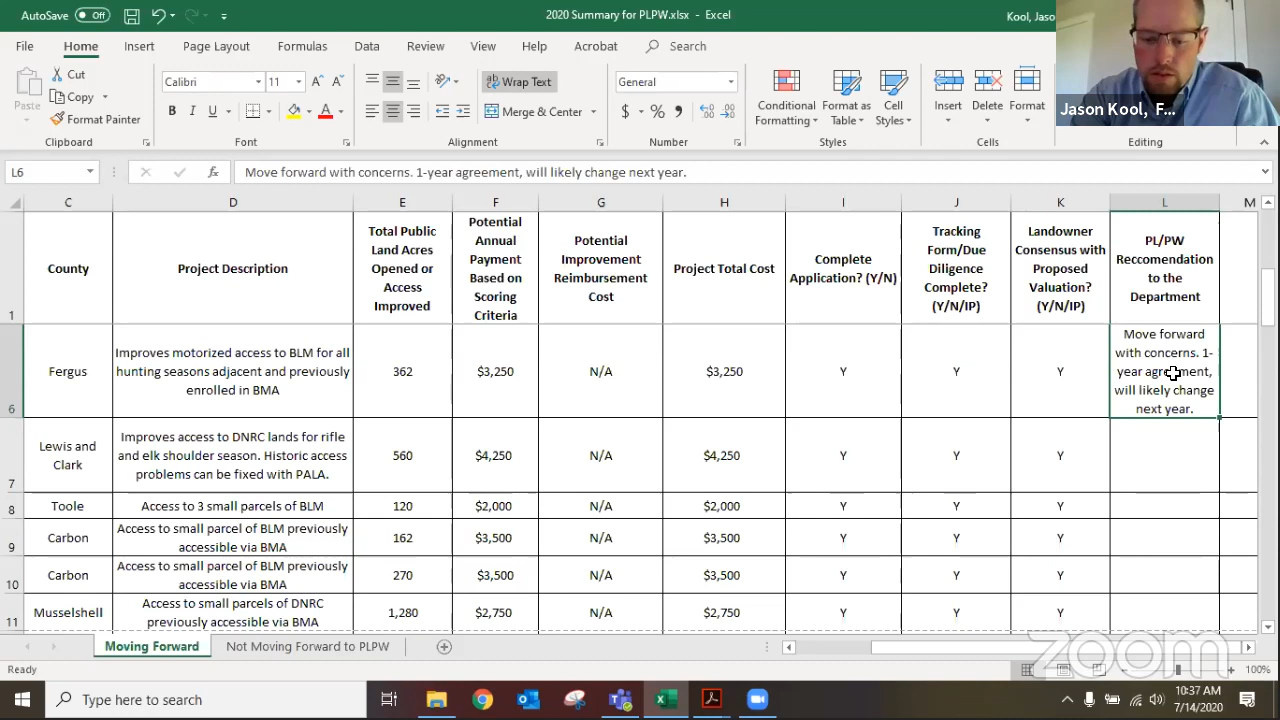 AutoSave Off
2020 Summary for PLPW.xlsx - Excel
Kool, Jaso
File Home Insert Page Layout Formulas Data Review View Help Acrobat Search
Paste
Cut
Copy
Format Painter
Clipboard
Calibri 11
B I U
Font
Wrap Text
Merge & Center
Alignment
General
$ %
Number
Conditional Formatting
Format as Table
Cell Styles
Styles
Insert Delete Format
Cells
Editing
Jason Kool, F...
L6
fx
Move forward with concerns. 1-year agreement, will likely change next year.
C D E F G H I J K L M
1
County
Project Description
Total Public
Land Acres
Opened or
Access
Improved
Potential
Annual
Payment
Based on
Scoring
Criteria
Potential
Improvement
Reimbursement
Cost
Project Total Cost
Complete
Application? (Y/N)
Tracking
Form/Due
Diligence
Complete?
(Y/N/IP)
Landowner
Consensus with
Proposed
Valuation?
(Y/N/IP)
PL/PW
Reccomendation
to the
Department
6
Fergus
Improves motorized access to BLM for all
hunting seasons adjacent and previously
enrolled in BMA
362 $3,250 N/A $3,250 Y Y Y
Move forward
with concerns. 1-
year agreement,
will likely change
next year.
7
Lewis and
Clark
Improves access to DNRC lands for rifle
and elk shoulder season. Historic access
problems can be fixed with PALA.
560 $4,250 N/A $4,250 Y Y Y
8 Toole Access to 3 small parcels of BLM 120 $2,000 N/A $2,000 Y Y Y
9
Carbon
Access to small parcel of BLM previously
accessible via BMA
162 $3,500 N/A $3,500 Y Y Y
10
Carbon
Access to small parcel of BLM previously
accessible via BMA
270 $3,500 N/A $3,500 Y Y Y
11
Musselshell
Access to small parcels of DNRC
previously accessible via BMA
1,280 $2,750 N/A $2,750 Y Y Y
Moving Forward Not Moving Forward to PLPW
zoom
Ready
100%
Type here to search
10:37 AM
7/14/2020